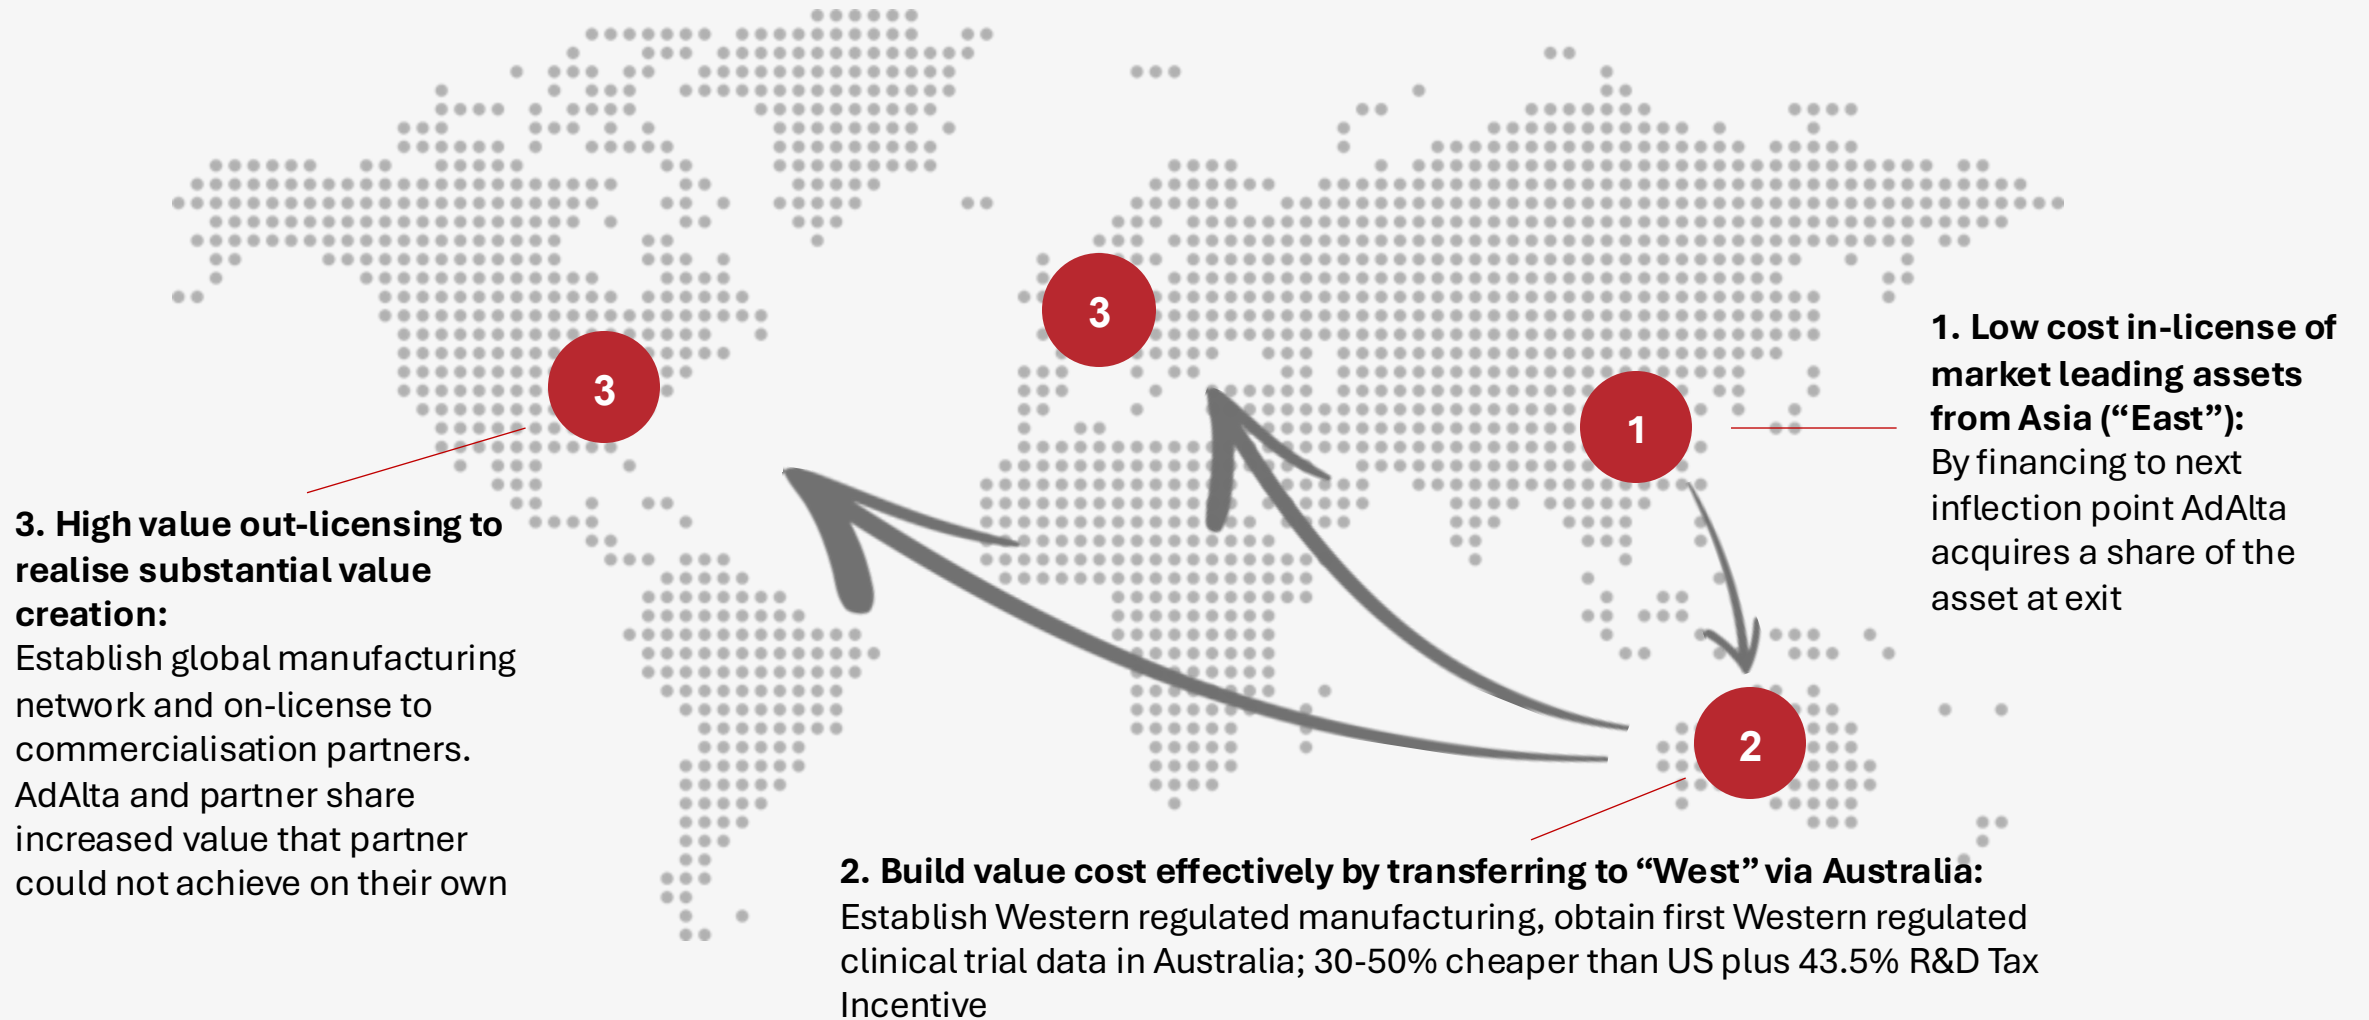 3
3
1
1. Low cost in-license of
market leading assets
from Asia (“East”):
By financing to next
inflection point AdAlta
acquires a share of the
asset at exit
3. High value out-licensing to
realise substantial value
creation:
Establish global manufacturing
network and on-license to
commercialisation partners.
AdAlta and partner share
increased value that partner
could not achieve on their own
2
2. Build value cost effectively by transferring to “West” via Australia:
Establish Western regulated manufacturing, obtain first Western regulated
clinical trial data in Australia; 30-50% cheaper than US plus 43.5% R&D Tax
Incentive